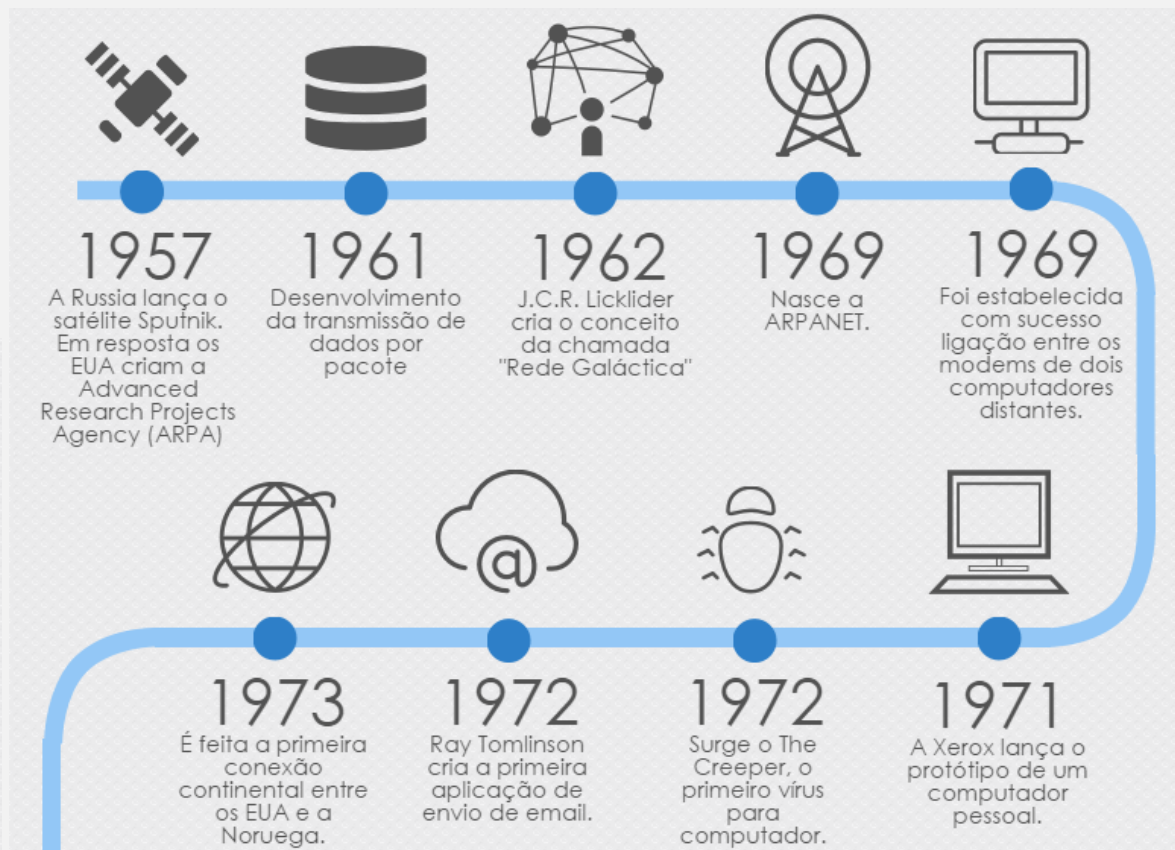 1957
A Russia lança o
satélite Sputnik.
Em resposta os
EUA criam a
Advanced
Research Projects
Agency (ARPA)
1961
Desenvolvimento
da transmissão de
dados por
pacote
1962
J.C.R. Licklider
cria o conceito
da chamada
"Rede Galáctica"
1969
Nasce a
ARPANET.
1969
Foi estabelecida
com sucesso
ligação entre os
modems de dois
computadores
distantes.
@
1971
A Xerox lança o
protótipo de um
computador
pessoal.
1972
Surge o The
Creeper, o
primeiro vírus
para
computador.
1972
Ray Tomlinson
cria a primeira
aplicação de
envio de email.
1973
É feita a primeira
conexão
continental entre
os EUA e a
Noruega.